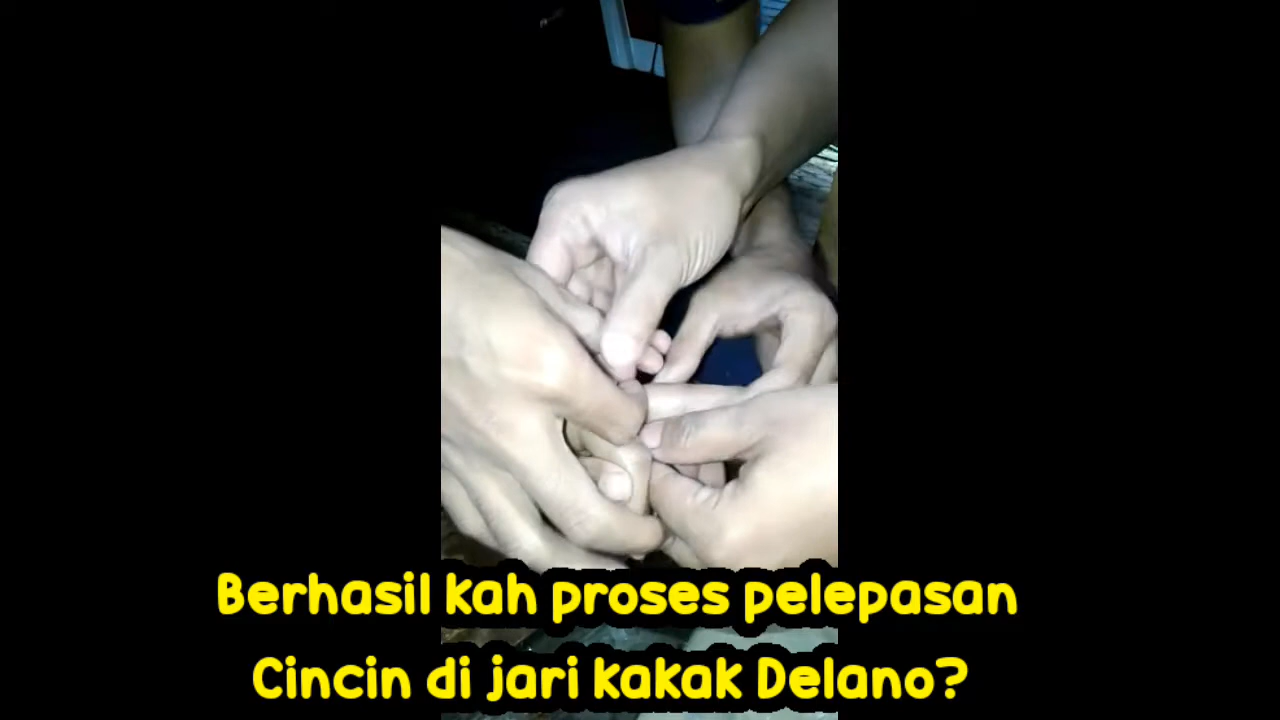 Berhasil kah proses pelepasan
Cincin di jari kakak Delano?